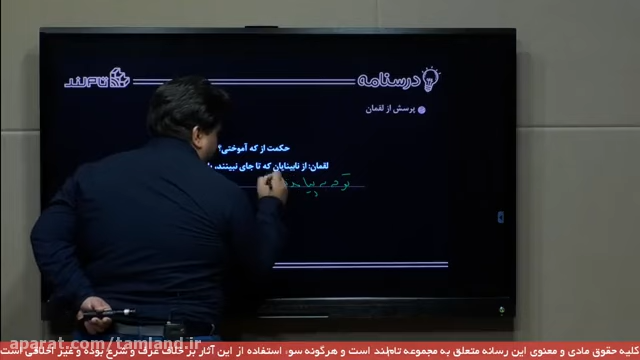 درسنامه
تام‌لند
پرسش از لقمان
حکمت از که آموختی؟
لقمان: از نابینایان که تا جای نبینند،
aparat.com/tamland.ir
کلیه حقوق مادی و معنوی این رسانه متعلق به مجموعه تام‌لند است و هرگونه سوء استفاده از این آثار بر خلاف عرف و شرع بوده و غیر اخلاقی است